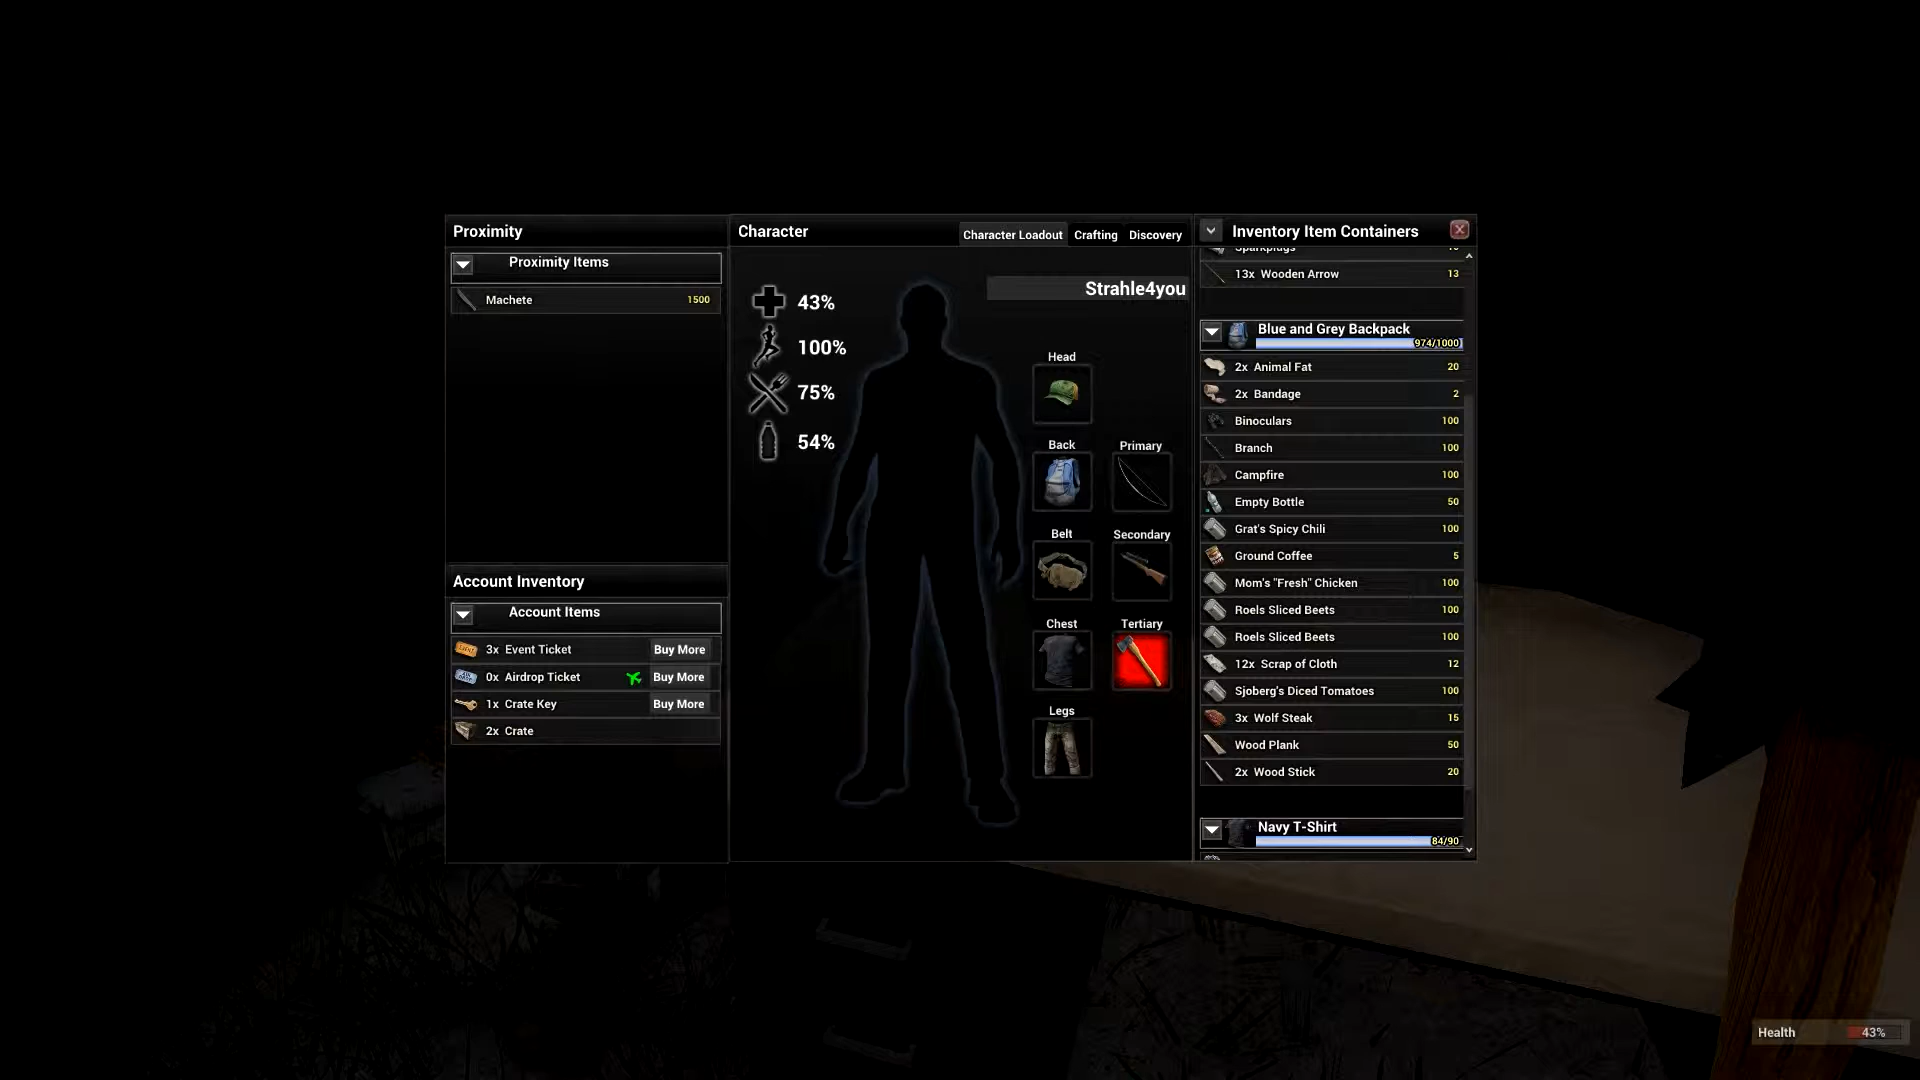 Proximity
Proximity Items
Machete 1500
Account Inventory
Account Items
3x Event Ticket Buy More
0x Airdrop Ticket Buy More
1x Crate Key Buy More
2x Crate
Character
Character Loadout Crafting Discovery
Strahle4you
43%
100%
75%
54%
Head
Back Primary
Belt Secondary
Chest Tertiary
Legs
Inventory Item Containers
Sparkplugs
13x Wooden Arrow 13
Blue and Grey Backpack
974/1000
2x Animal Fat 20
2x Bandage 2
Binoculars 100
Branch 100
Campfire 100
Empty Bottle 50
Grat's Spicy Chili 100
Ground Coffee 5
Mom's "Fresh" Chicken 100
Roels Sliced Beets 100
Roels Sliced Beets 100
12x Scrap of Cloth 12
Sjoberg's Diced Tomatoes 100
3x Wolf Steak 15
Wood Plank 50
2x Wood Stick 20
Navy T-Shirt
84/90
Health 43%